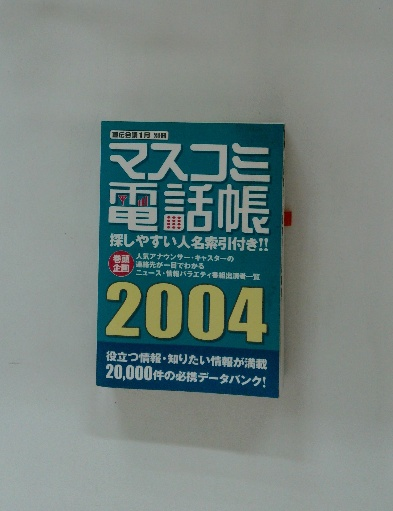 宣伝会議1月 別冊
マスコミ
電話帳
探しやすい人名索引付き!!
巻頭
企画
人気アナウンサー・キャスターの
連絡先が一目でわかる
ニュース・情報バラエティ番組出演者一覧
2004
役立つ情報・知りたい情報が満載
20,000件の必携データバンク!